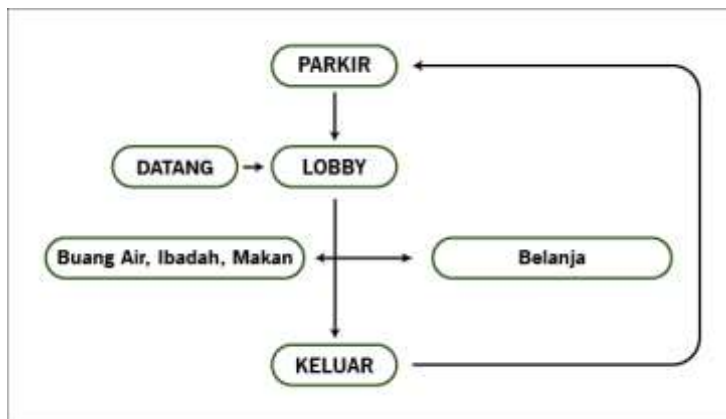 PARKIR
DATANG
LOBBY
Buang Air, Ibadah, Makan
Belanja
KELUAR